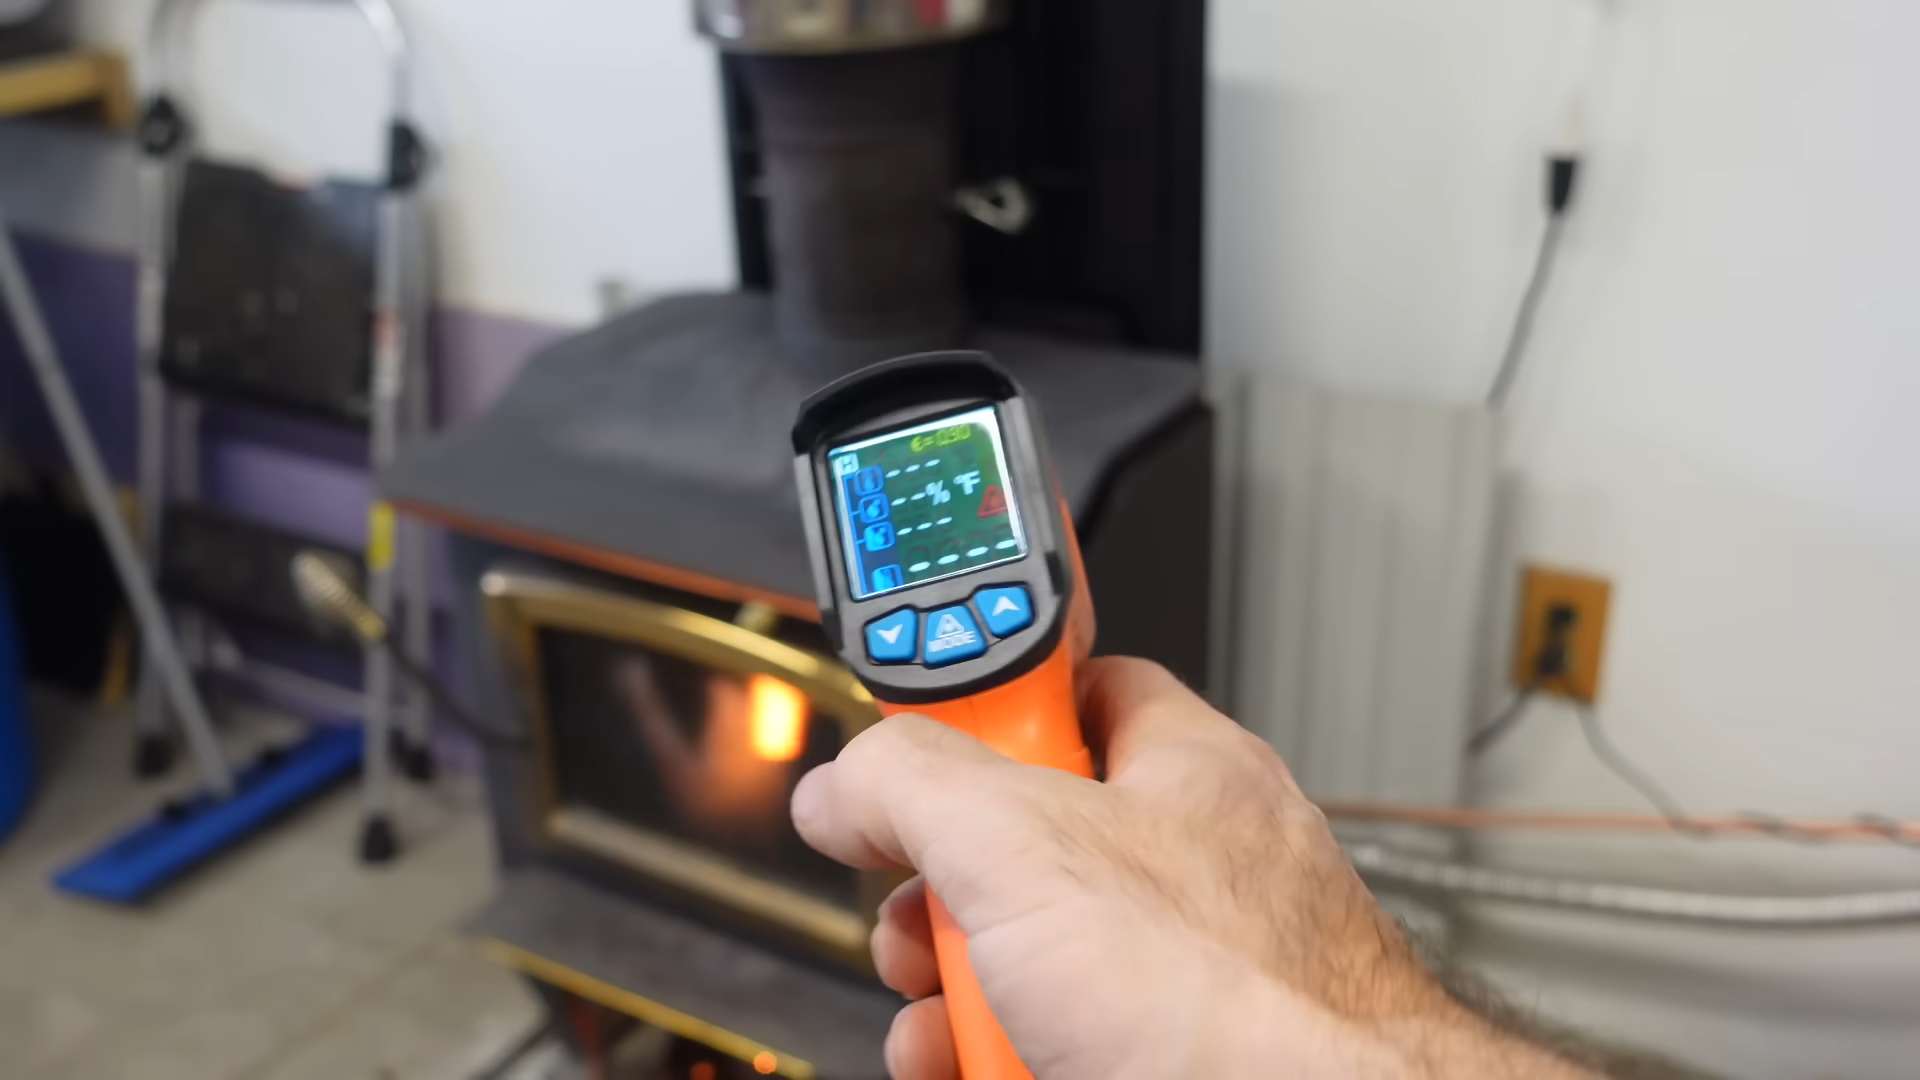 ε=0.90
H
---
--% °F
---
----
MODE